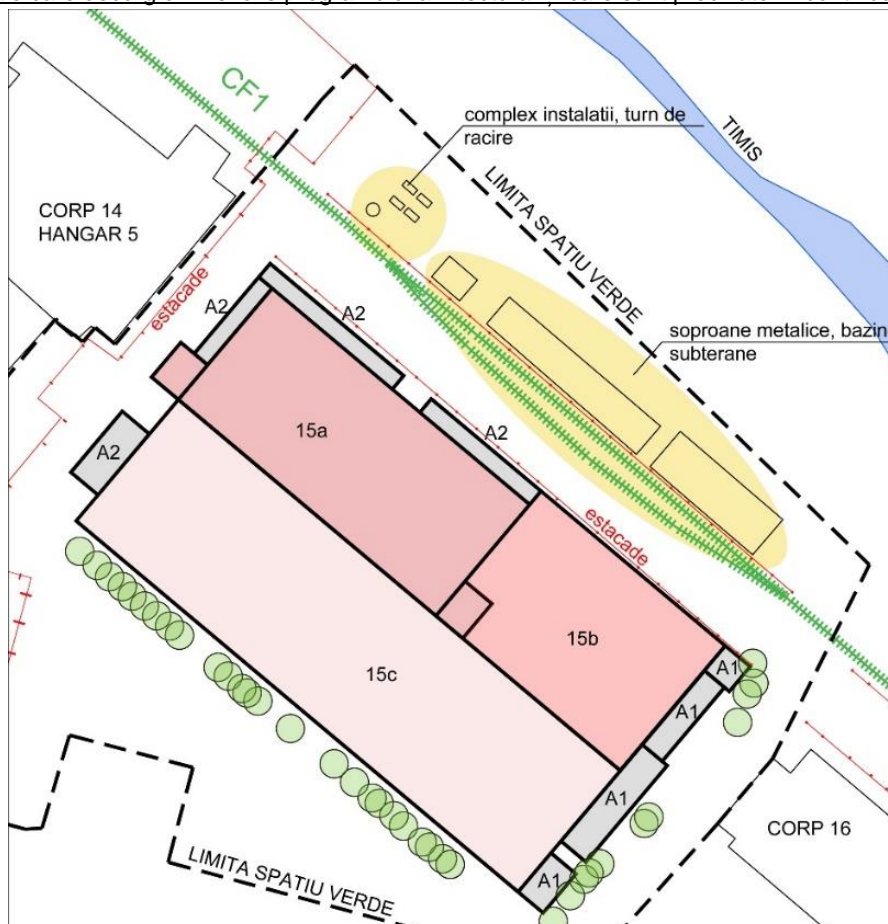 CF1
complex instalatii, turn de
racire
TIMIS
LIMITA SPATIU VERDE
CORP 14
HANGAR 5
estacade
A2
A2
soproane metalice, bazin
subterane
15a
A2
A2
estacade
15b
15c
A1
A1
A1
CORP 16
LIMITA SPATIU VERDE
A1